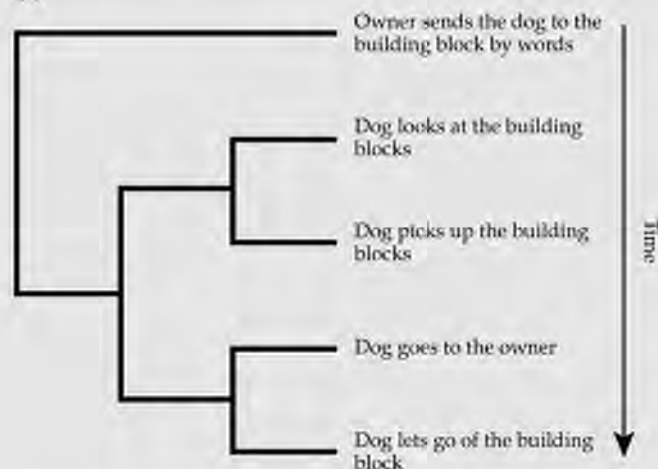 Owner sends the dog to the
building block by words
Dog looks at the building
blocks
Dog picks up the building
blocks
Dog goes to the owner
Dog lets go of the building
block
Time